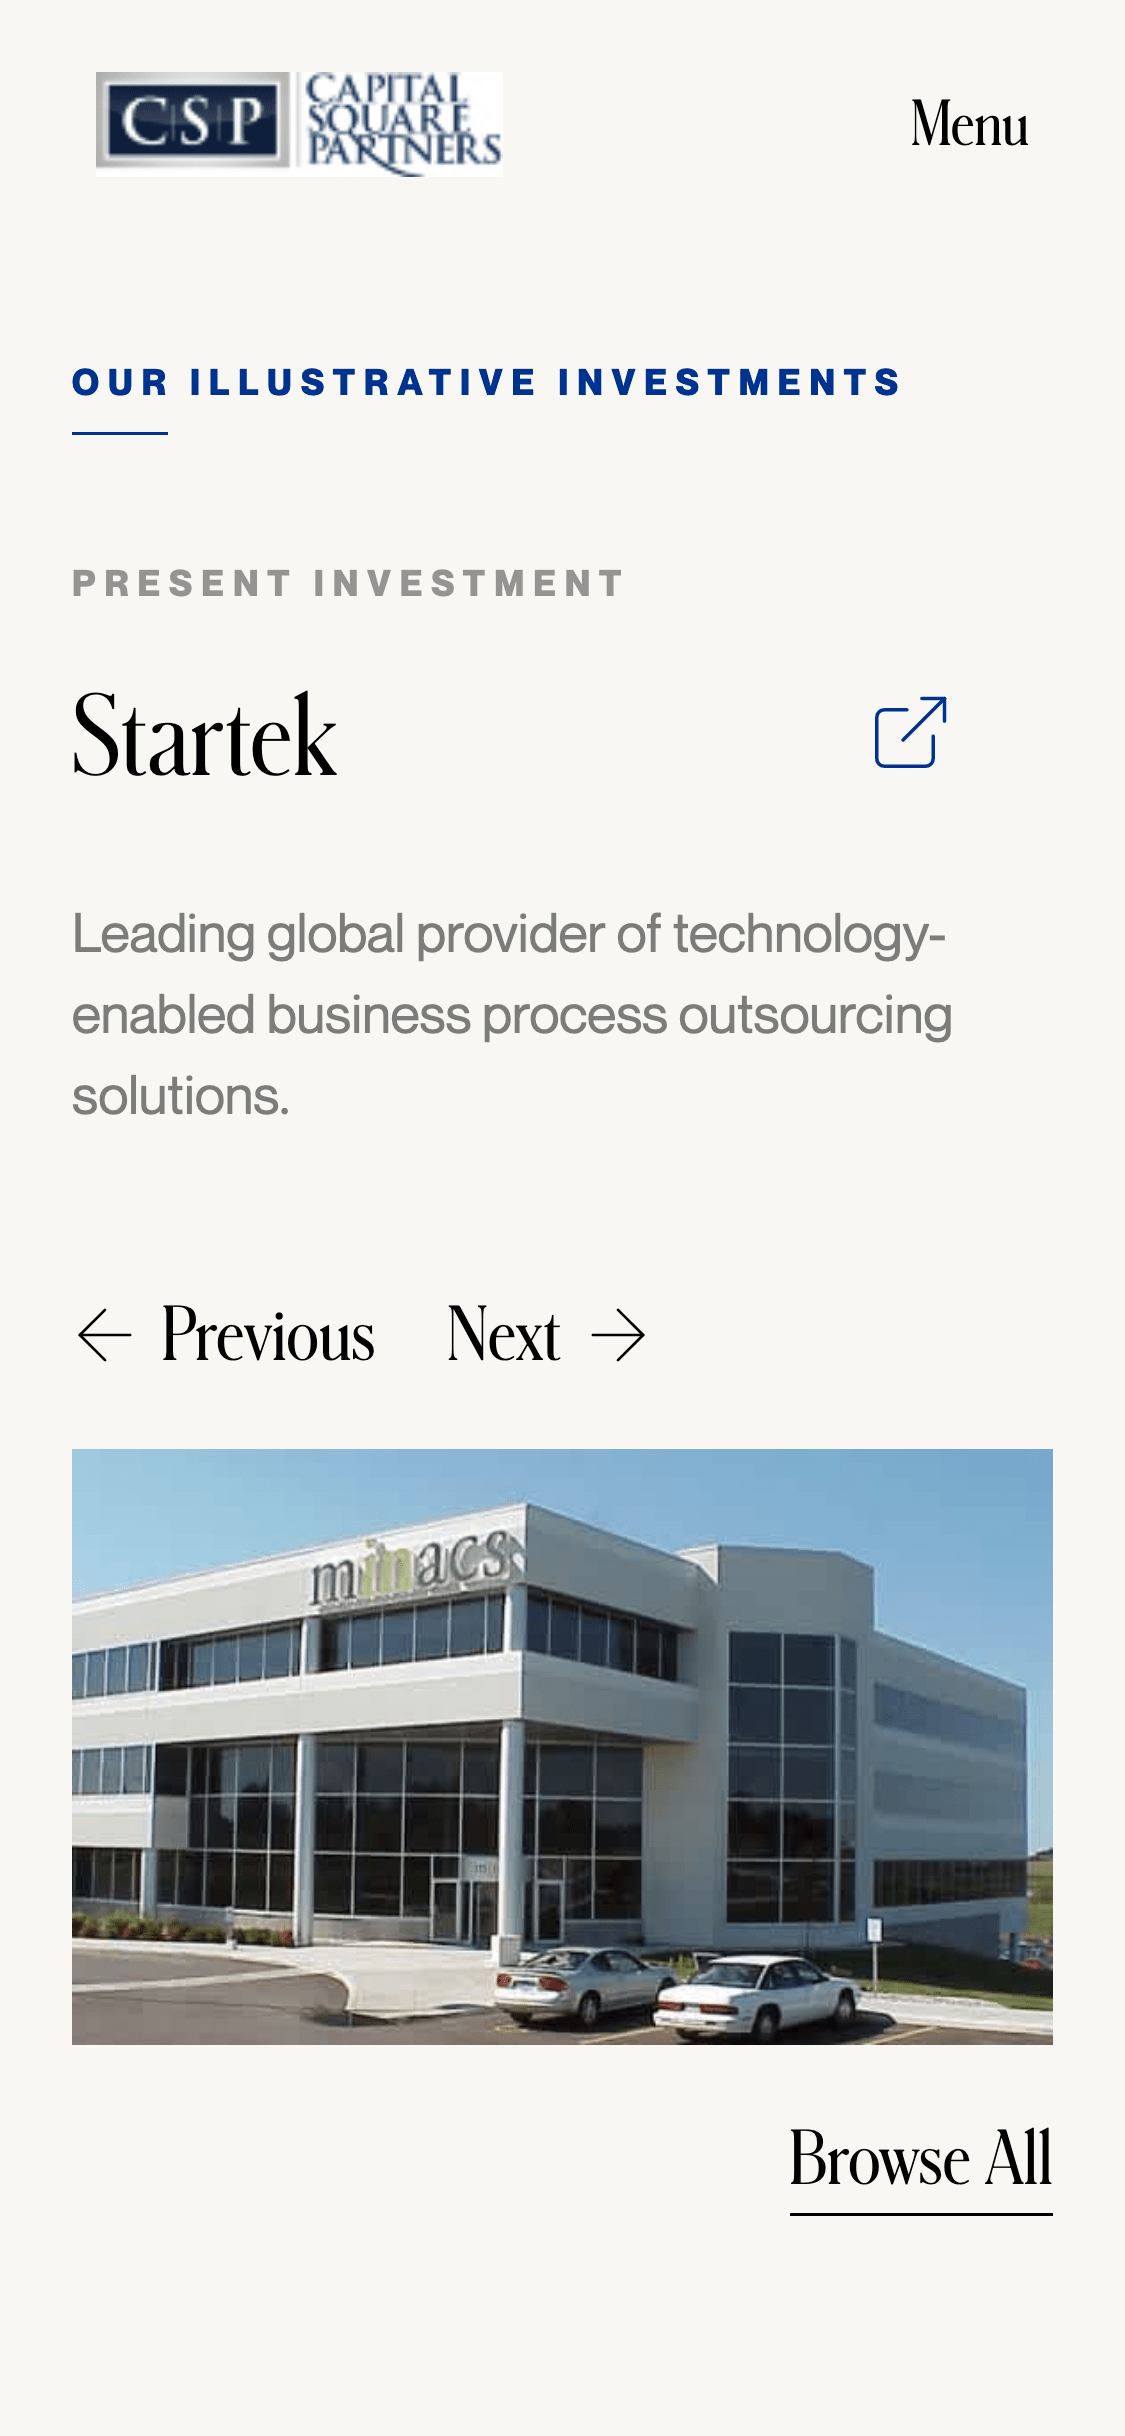 CSP
CAPITAL
SQUARE
PARTNERS
Menu
OUR ILLUSTRATIVE INVESTMENTS
PRESENT INVESTMENT
Startek
Leading global provider of technology-
enabled business process outsourcing
solutions.
Previous Next
minacs
Browse All